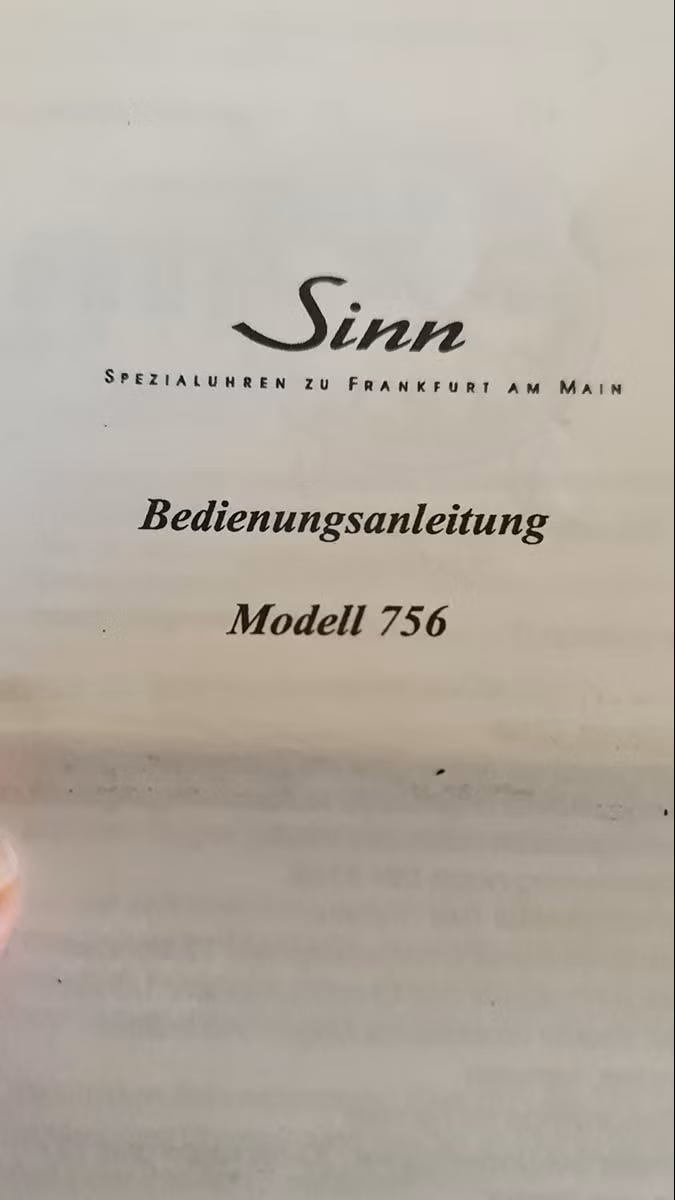 Sinn
SPEZIALUHREN ZU FRANKFURT AM MAIN
Bedienungsanleitung
Modell 756